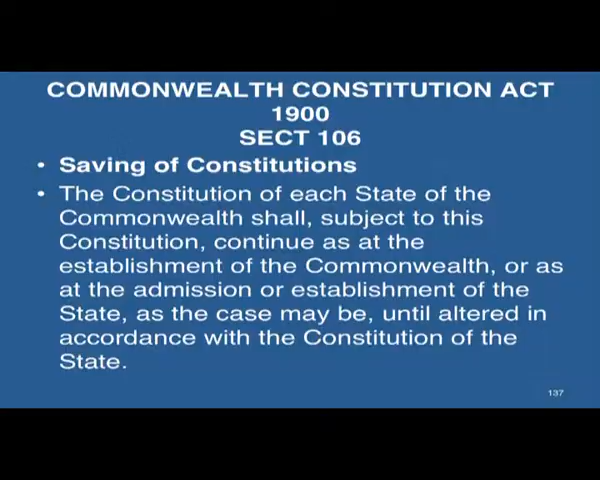 COMMONWEALTH CONSTITUTION ACT
1900
SECT 106
• Saving of Constitutions
• The Constitution of each State of the
Commonwealth shall, subject to this
Constitution, continue as at the
establishment of the Commonwealth, or as
at the admission or establishment of the
State, as the case may be, until altered in
accordance with the Constitution of the
State.
137